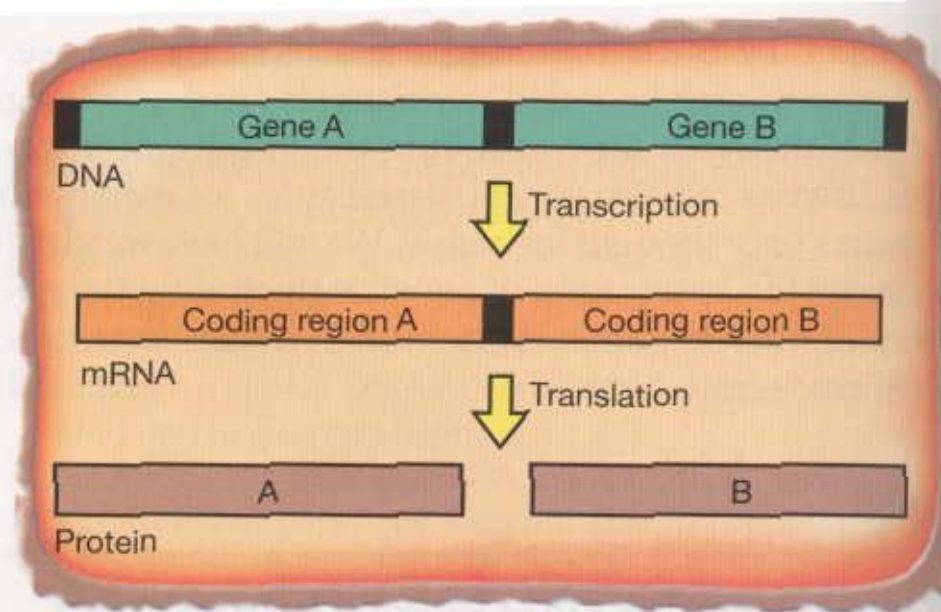 Gene A
Gene B
DNA
Transcription
Coding region A
Coding region B
mRNA
Translation
A
B
Protein